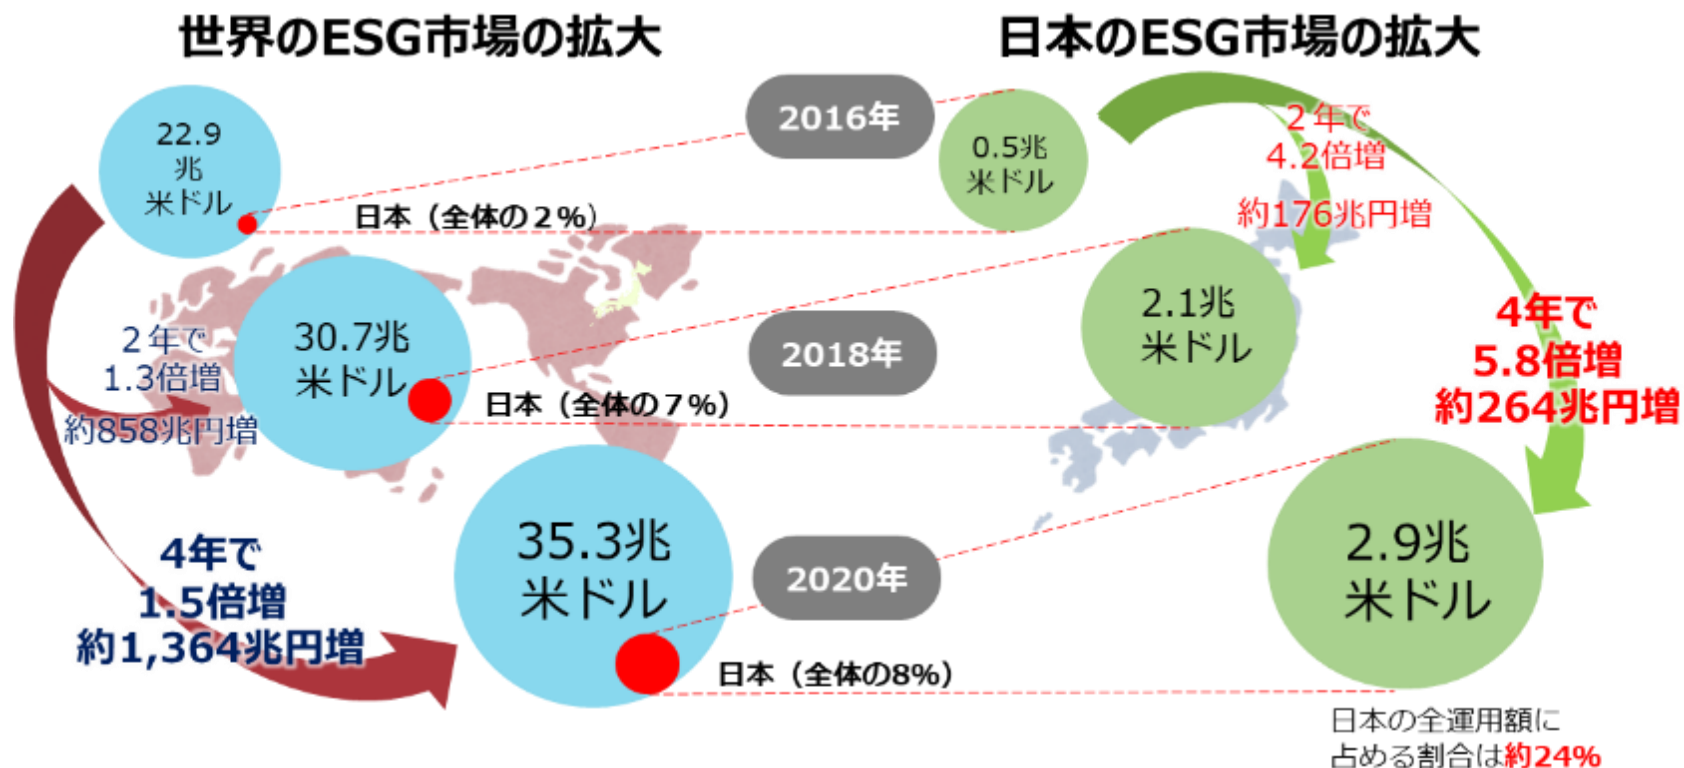 世界のESG市場の拡大
日本のESG市場の拡大
2016年
22.9
兆
米ドル
日本（全体の２％）
0.5兆
米ドル
２年で
4.2倍増
約176兆円増
2018年
30.7兆
米ドル
日本（全体の７％）
2.1兆
米ドル
２年で
1.3倍増
約858兆円増
4年で
5.8倍増
約264兆円増
2020年
35.3兆
米ドル
日本（全体の8%）
2.9兆
米ドル
4年で
1.5倍増
約1,364兆円増
日本の全運用額に
占める割合は約24%